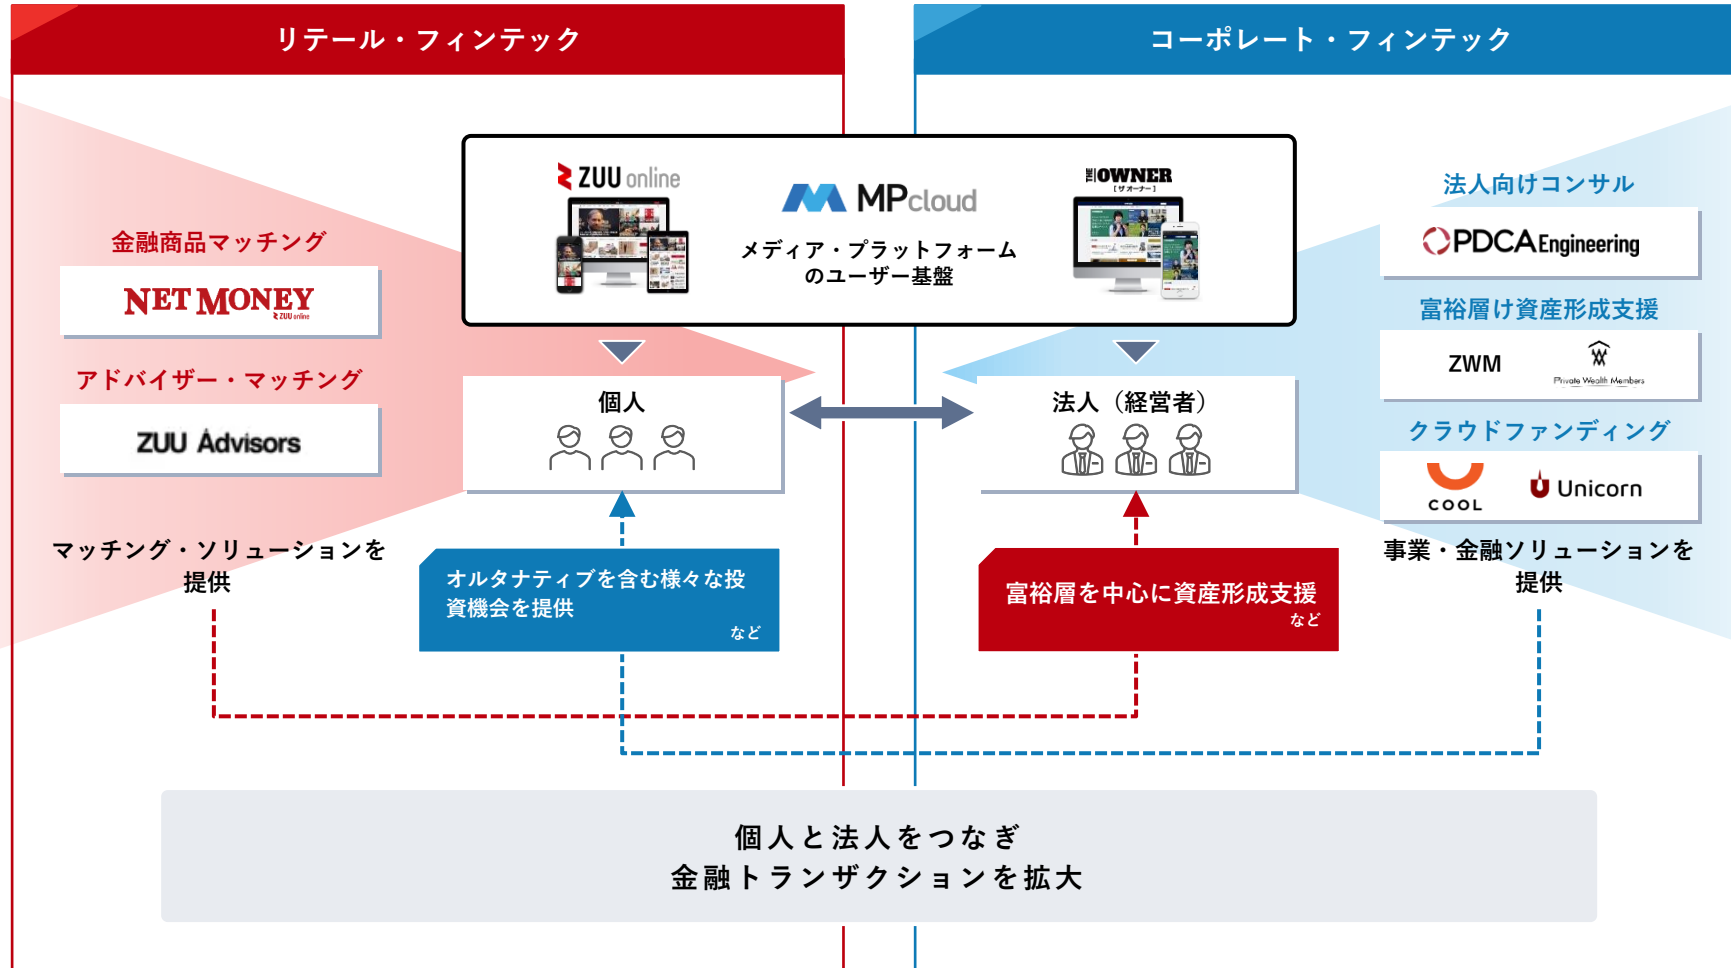 リテール・フィンテック
コーポレート・フィンテック
ZUU online
MPcloud
メディア・プラットフォーム
のユーザー基盤
THE OWNER
［ザ オーナー］
金融商品マッチング
NET MONEY
ZUU online
アドバイザー・マッチング
ZUU Advisors
マッチング・ソリューションを
提供
個人
法人（経営者）
法人向けコンサル
PDCA Engineering
富裕層け資産形成支援
ZWM
Private Wealth Members
クラウドファンディング
COOL
Unicorn
事業・金融ソリューションを
提供
オルタナティブを含む様々な投
資機会を提供
など
富裕層を中心に資産形成支援
など
個人と法人をつなぎ
金融トランザクションを拡大